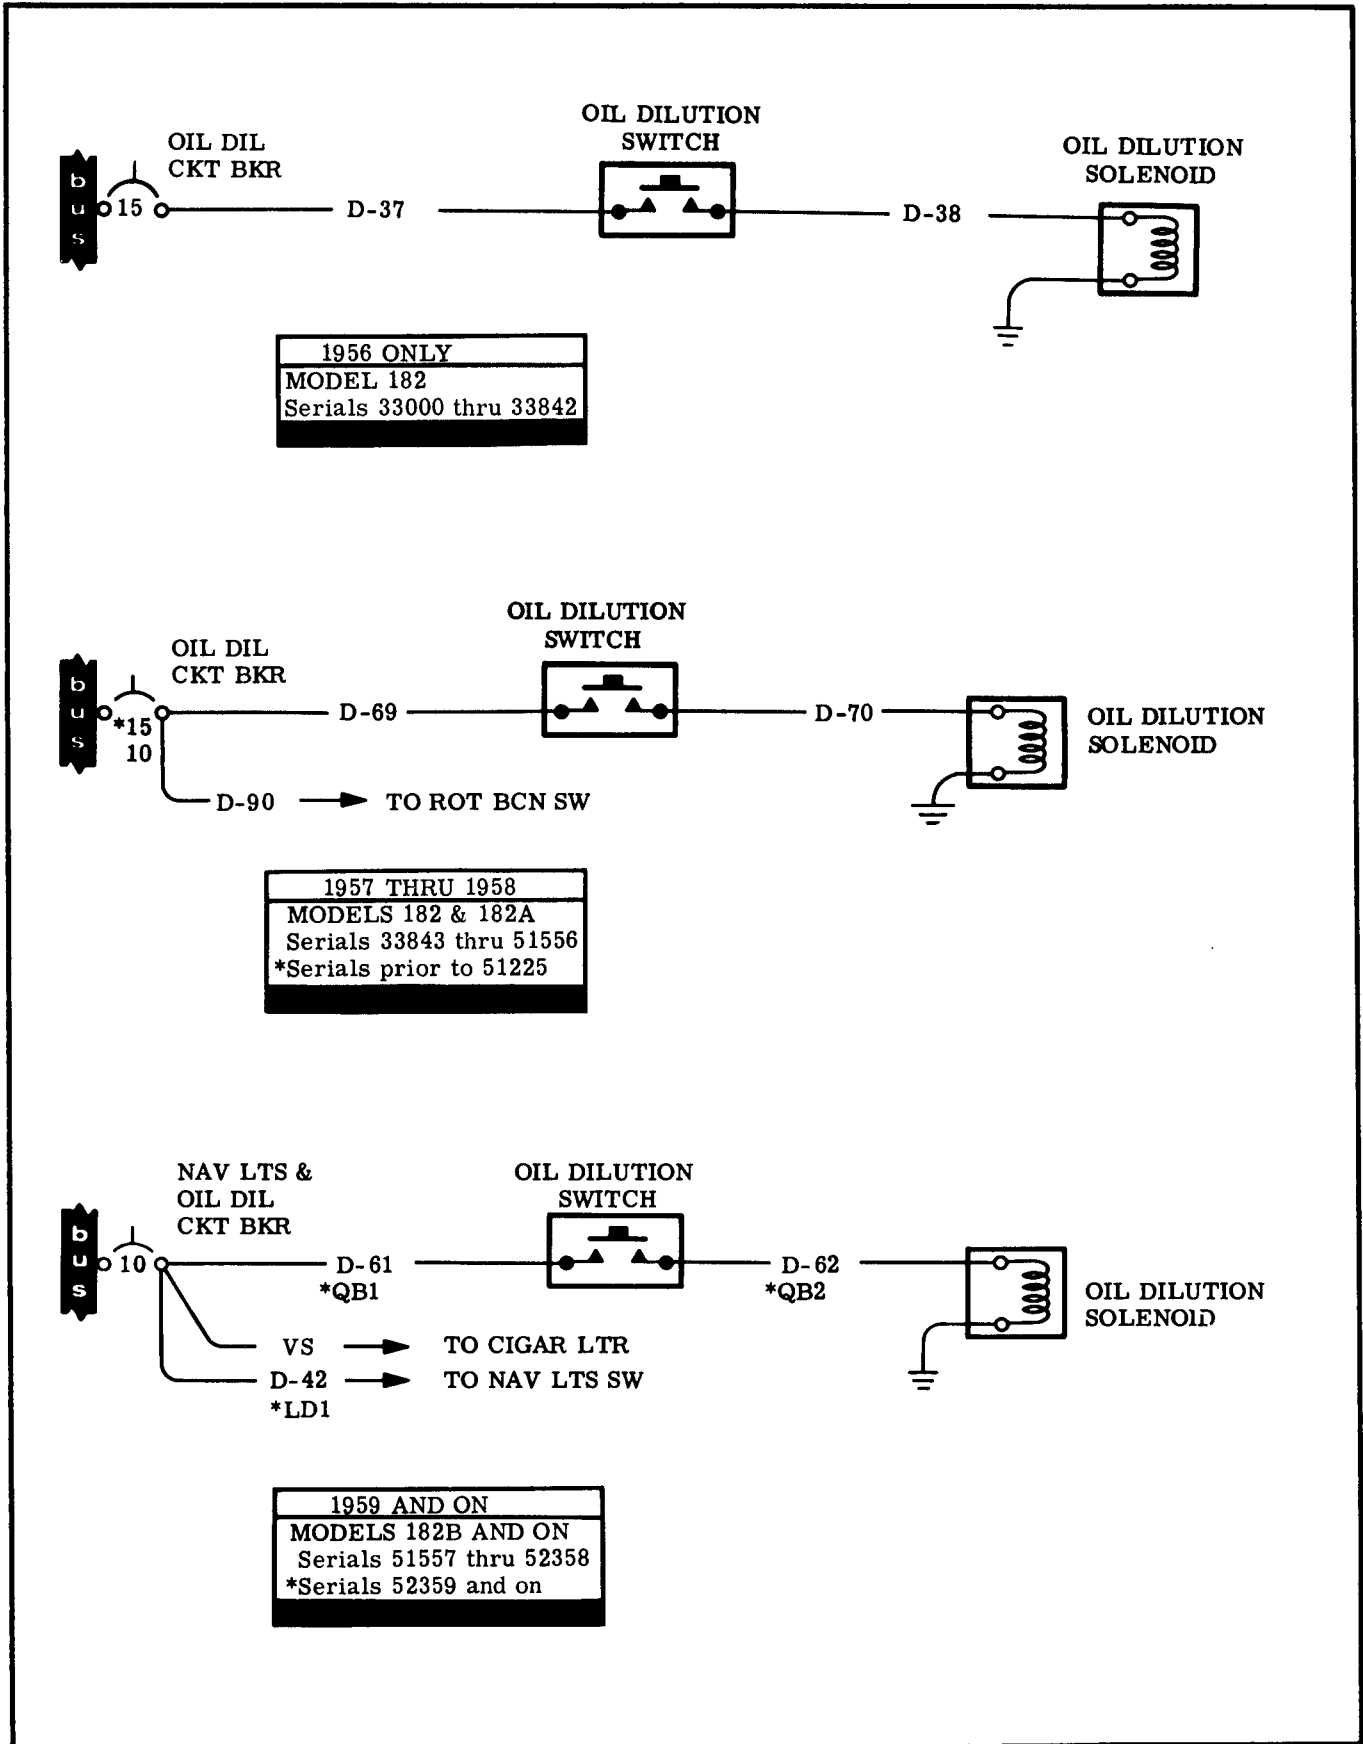 OIL DILUTION
SWITCH
OIL DIL
CKT BKR
OIL DILUTION
SOLENOID
bus
15
D-37
D-38
1956 ONLY
MODEL 182
Serials 33000 thru 33842
OIL DILUTION
SWITCH
OIL DIL
CKT BKR
bus
*15
10
D-69
D-70
OIL DILUTION
SOLENOID
D-90
TO ROT BCN SW
1957 THRU 1958
MODELS 182 & 182A
Serials 33843 thru 51556
*Serials prior to 51225
NAV LTS &
OIL DIL
CKT BKR
OIL DILUTION
SWITCH
bus
10
D-61
*QB1
D-62
*QB2
OIL DILUTION
SOLENOID
VS
TO CIGAR LTR
D-42
TO NAV LTS SW
*LD1
1959 AND ON
MODELS 182B AND ON
Serials 51557 thru 52358
*Serials 52359 and on